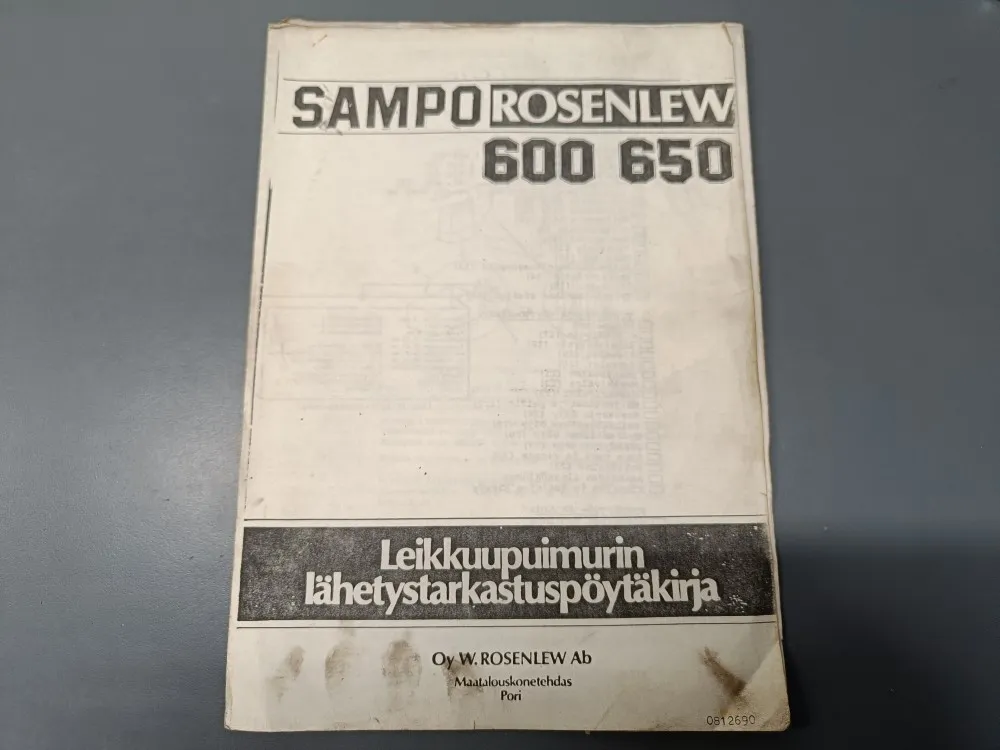 SAMPO ROSENLEW
600 650
Leikkuupuimurin
lähetystarkastuspöytäkirja
Oy W. ROSENLEW Ab
Maatalouskonetehdas
Pori
0812690